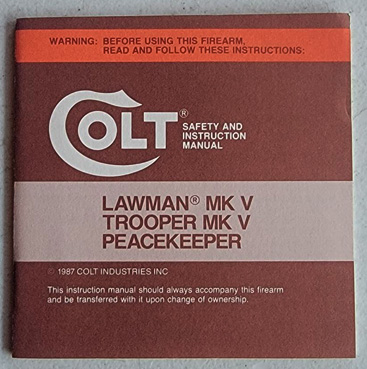 WARNING: BEFORE USING THIS FIREARM,
READ AND FOLLOW THESE INSTRUCTIONS:
COLT®
SAFETY AND
INSTRUCTION
MANUAL
LAWMAN® MK V
TROOPER MK V
PEACEKEEPER
© 1987 COLT INDUSTRIES INC
This instruction manual should always accompany this firearm
and be transferred with it upon change of ownership.